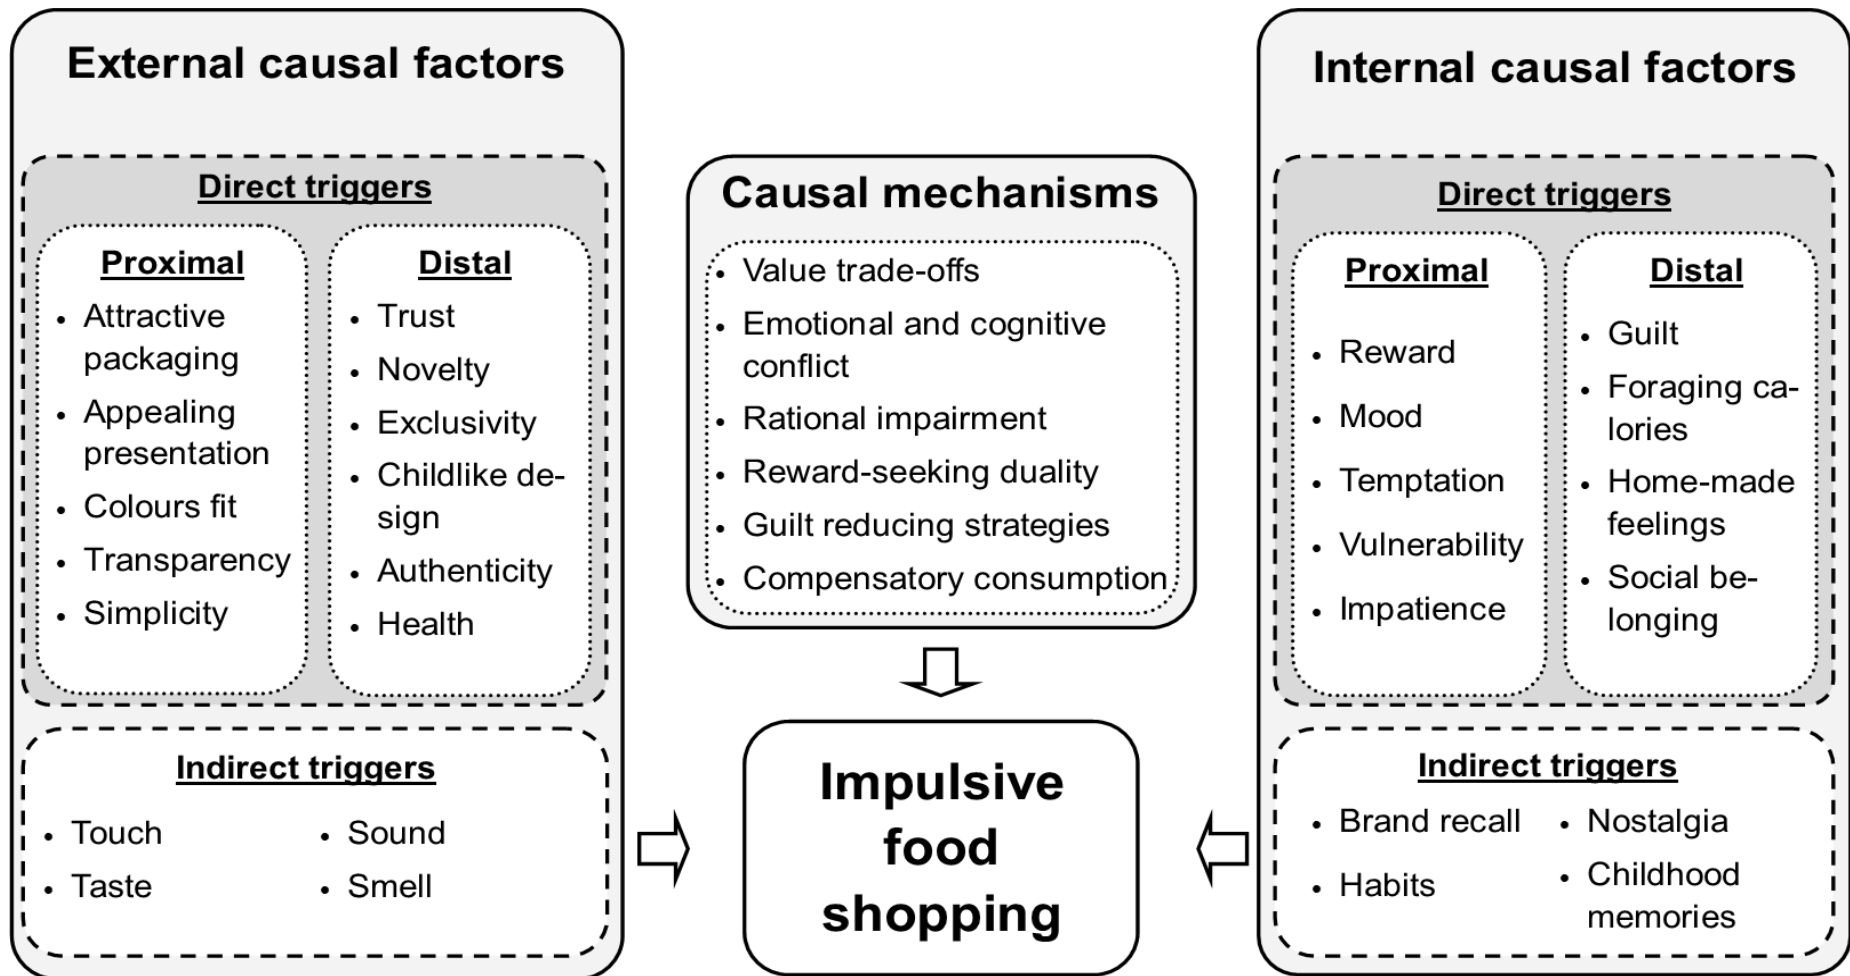 External causal factors
Direct triggers
Proximal
• Attractive
packaging
• Appealing
presentation
• Colours fit
• Transparency
• Simplicity
Distal
• Trust
• Novelty
• Exclusivity
• Childlike de-
sign
• Authenticity
• Health
Indirect triggers
• Touch
• Taste
• Sound
• Smell
Causal mechanisms
• Value trade-offs
• Emotional and cognitive
conflict
• Rational impairment
• Reward-seeking duality
• Guilt reducing strategies
• Compensatory consumption
Impulsive
food
shopping
Internal causal factors
Direct triggers
Proximal
• Reward
• Mood
• Temptation
• Vulnerability
• Impatience
Distal
• Guilt
• Foraging ca-
lories
• Home-made
feelings
• Social be-
longing
Indirect triggers
• Brand recall
• Habits
• Nostalgia
• Childhood
memories